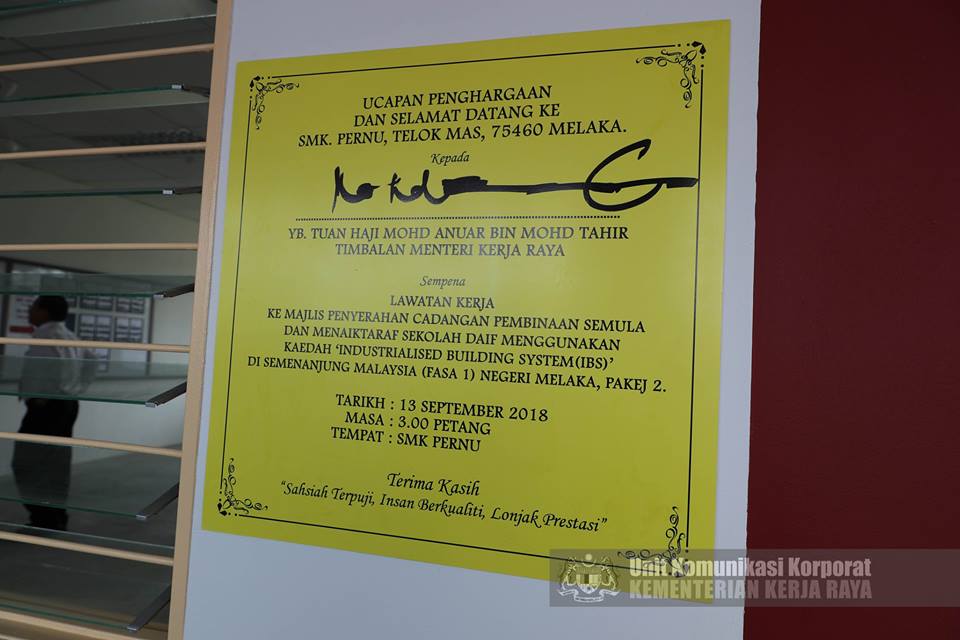 UCAPAN PENGHARGAAN
DAN SELAMAT DATANG KE
SMK. PERNU, TELOK MAS, 75460 MELAKA.
Kepada
YB. TUAN HAJI MOHD ANUAR BIN MOHD TAHIR
TIMBALAN MENTERI KERJA RAYA
Sempena
LAWATAN KERJA
KE MAJLIS PENYERAHAN CADANGAN PEMBINAAN SEMULA
DAN MENAIKTARAF SEKOLAH DAIF MENGGUNAKAN
KAEDAH ‘INDUSTRIALISED BUILDING SYSTEM(IBS)’
DI SEMENANJUNG MALAYSIA (FASA 1) NEGERI MELAKA, PAKEJ 2.
TARIKH : 13 SEPTEMBER 2018
MASA : 3.00 PETANG
TEMPAT : SMK PERNU
Terima Kasih
“Sahsiah Terpuji, Insan Berkualiti, Lonjak Prestasi”
Unit Komunikasi Korporat
KEMENTERIAN KERJA RAYA